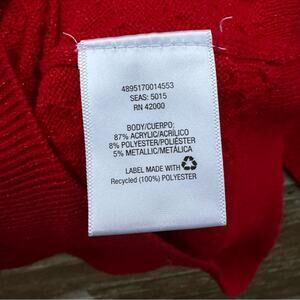 4895170014553
SEAS: 5015
RN 42000
BODY/CUERPO:
87% ACRYLIC/ACRÍLICO
8% POLYESTER/POLIÉSTER
5% METALLIC/METÁLICA
LABEL MADE WITH
Recycled (100%) POLYESTER